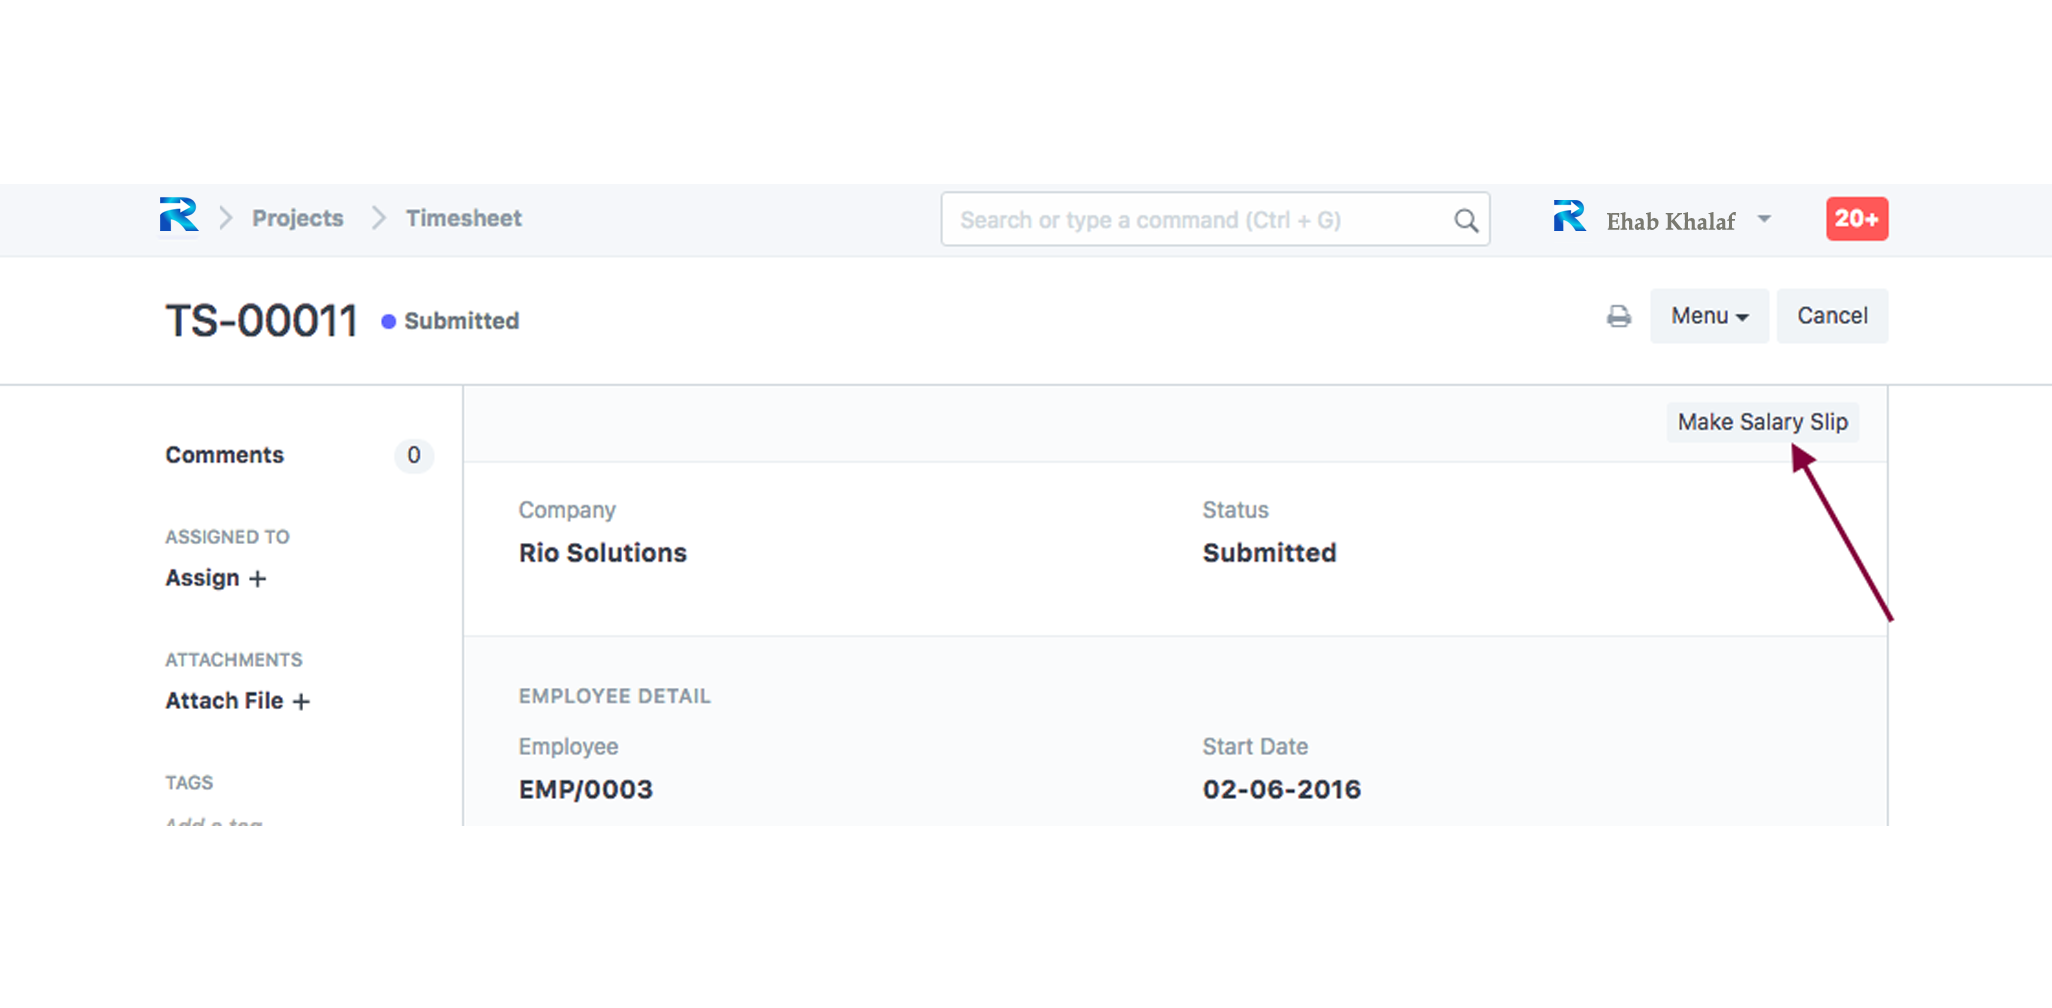 Projects
Timesheet
Search or type a command (Ctrl + G)
Ehab Khalaf
20+
TS-00011
Submitted
Menu
Cancel
Make Salary Slip
Comments
0
ASSIGNED TO
Assign +
ATTACHMENTS
Attach File +
TAGS
Add a tag
Company
Rio Solutions
Status
Submitted
EMPLOYEE DETAIL
Employee
EMP/0003
Start Date
02-06-2016